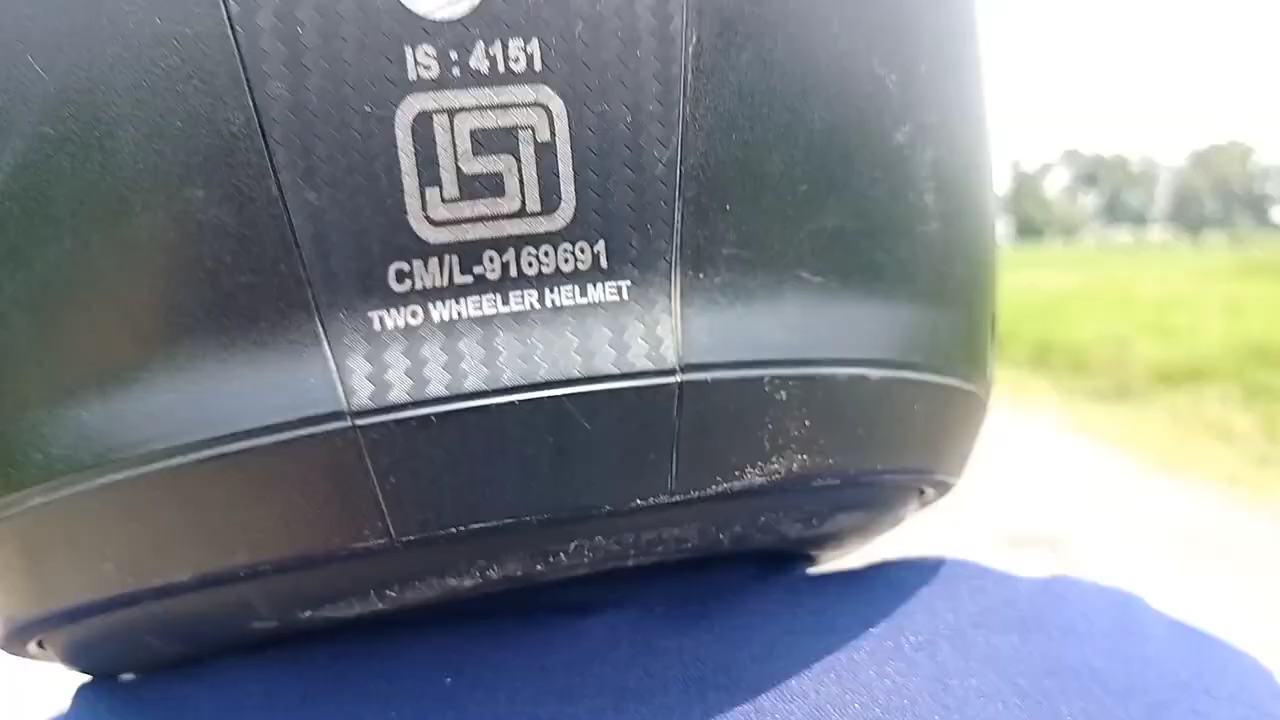 IS : 4151
ISI
CM/L-9169691
TWO WHEELER HELMET